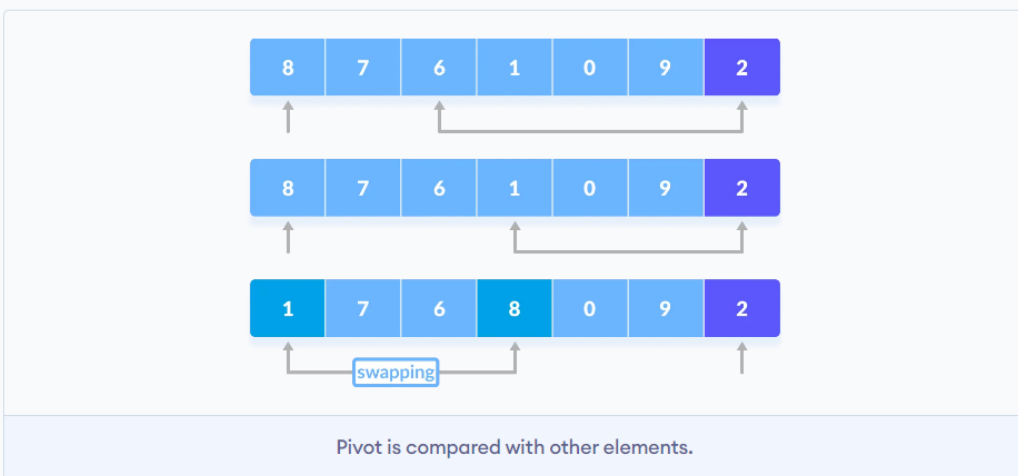 8 7 6 1 0 9 2
8 7 6 1 0 9 2
1 7 6 8 0 9 2
swapping
Pivot is compared with other elements.